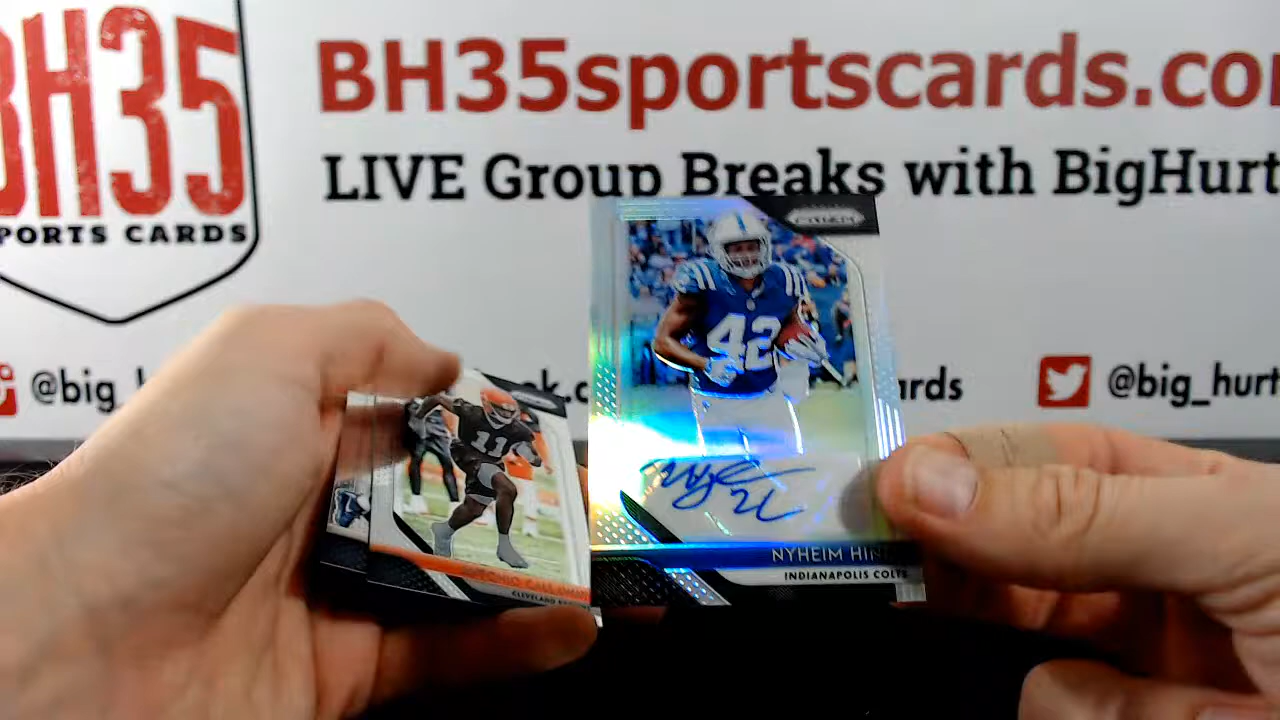 BH35
SPORTS CARDS
BH35sportscards.co
LIVE Group Breaks with BigHurt
@big_
ards
@big_hurt
PRIZM
42
NYHEIM HIN
INDIANAPOLIS COLTS
11
CLEVELAND